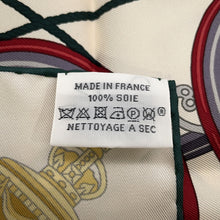 MADE IN FRANCE
100% SOIE
NETTOYAGE A SEC